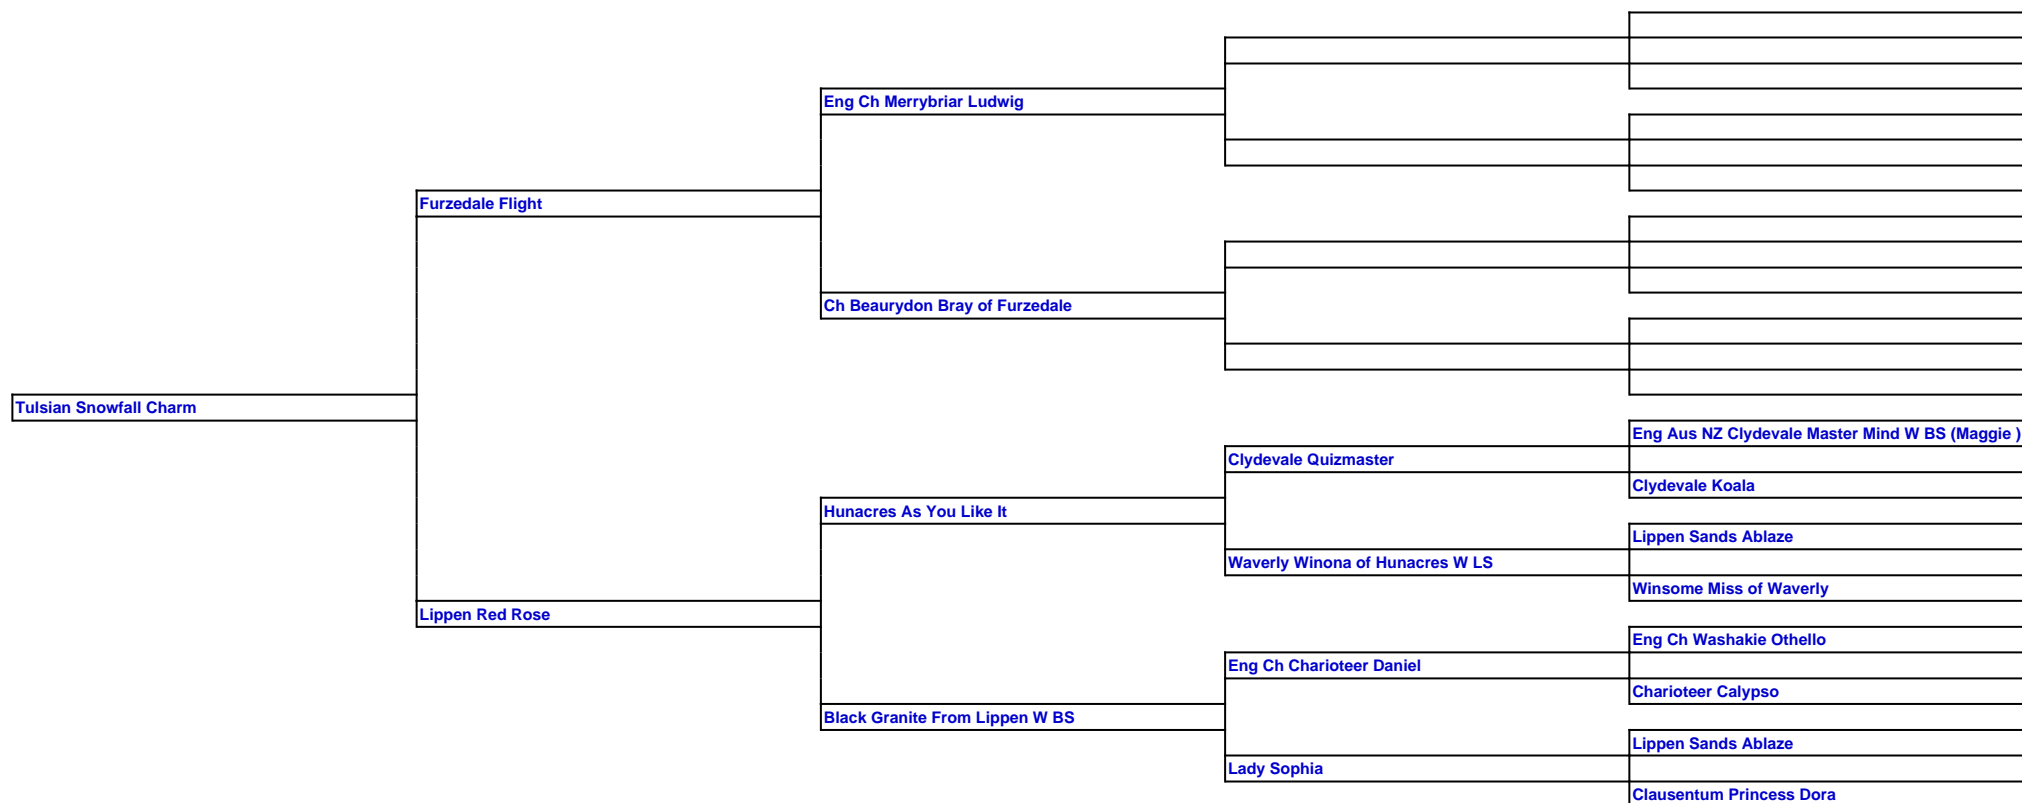 Eng Ch Merrybriar Ludwig
Furzedale Flight
Ch Beaurydon Bray of Furzedale
Tulsian Snowfall Charm
Eng Aus NZ Clydevale Master Mind W BS (Maggie )
Clydevale Quizmaster
Clydevale Koala
Hunacres As You Like It
Lippen Sands Ablaze
Waverly Winona of Hunacres W LS
Winsome Miss of Waverly
Lippen Red Rose
Eng Ch Washakie Othello
Eng Ch Charioteer Daniel
Charioteer Calypso
Black Granite From Lippen W BS
Lippen Sands Ablaze
Lady Sophia
Clausentum Princess Dora